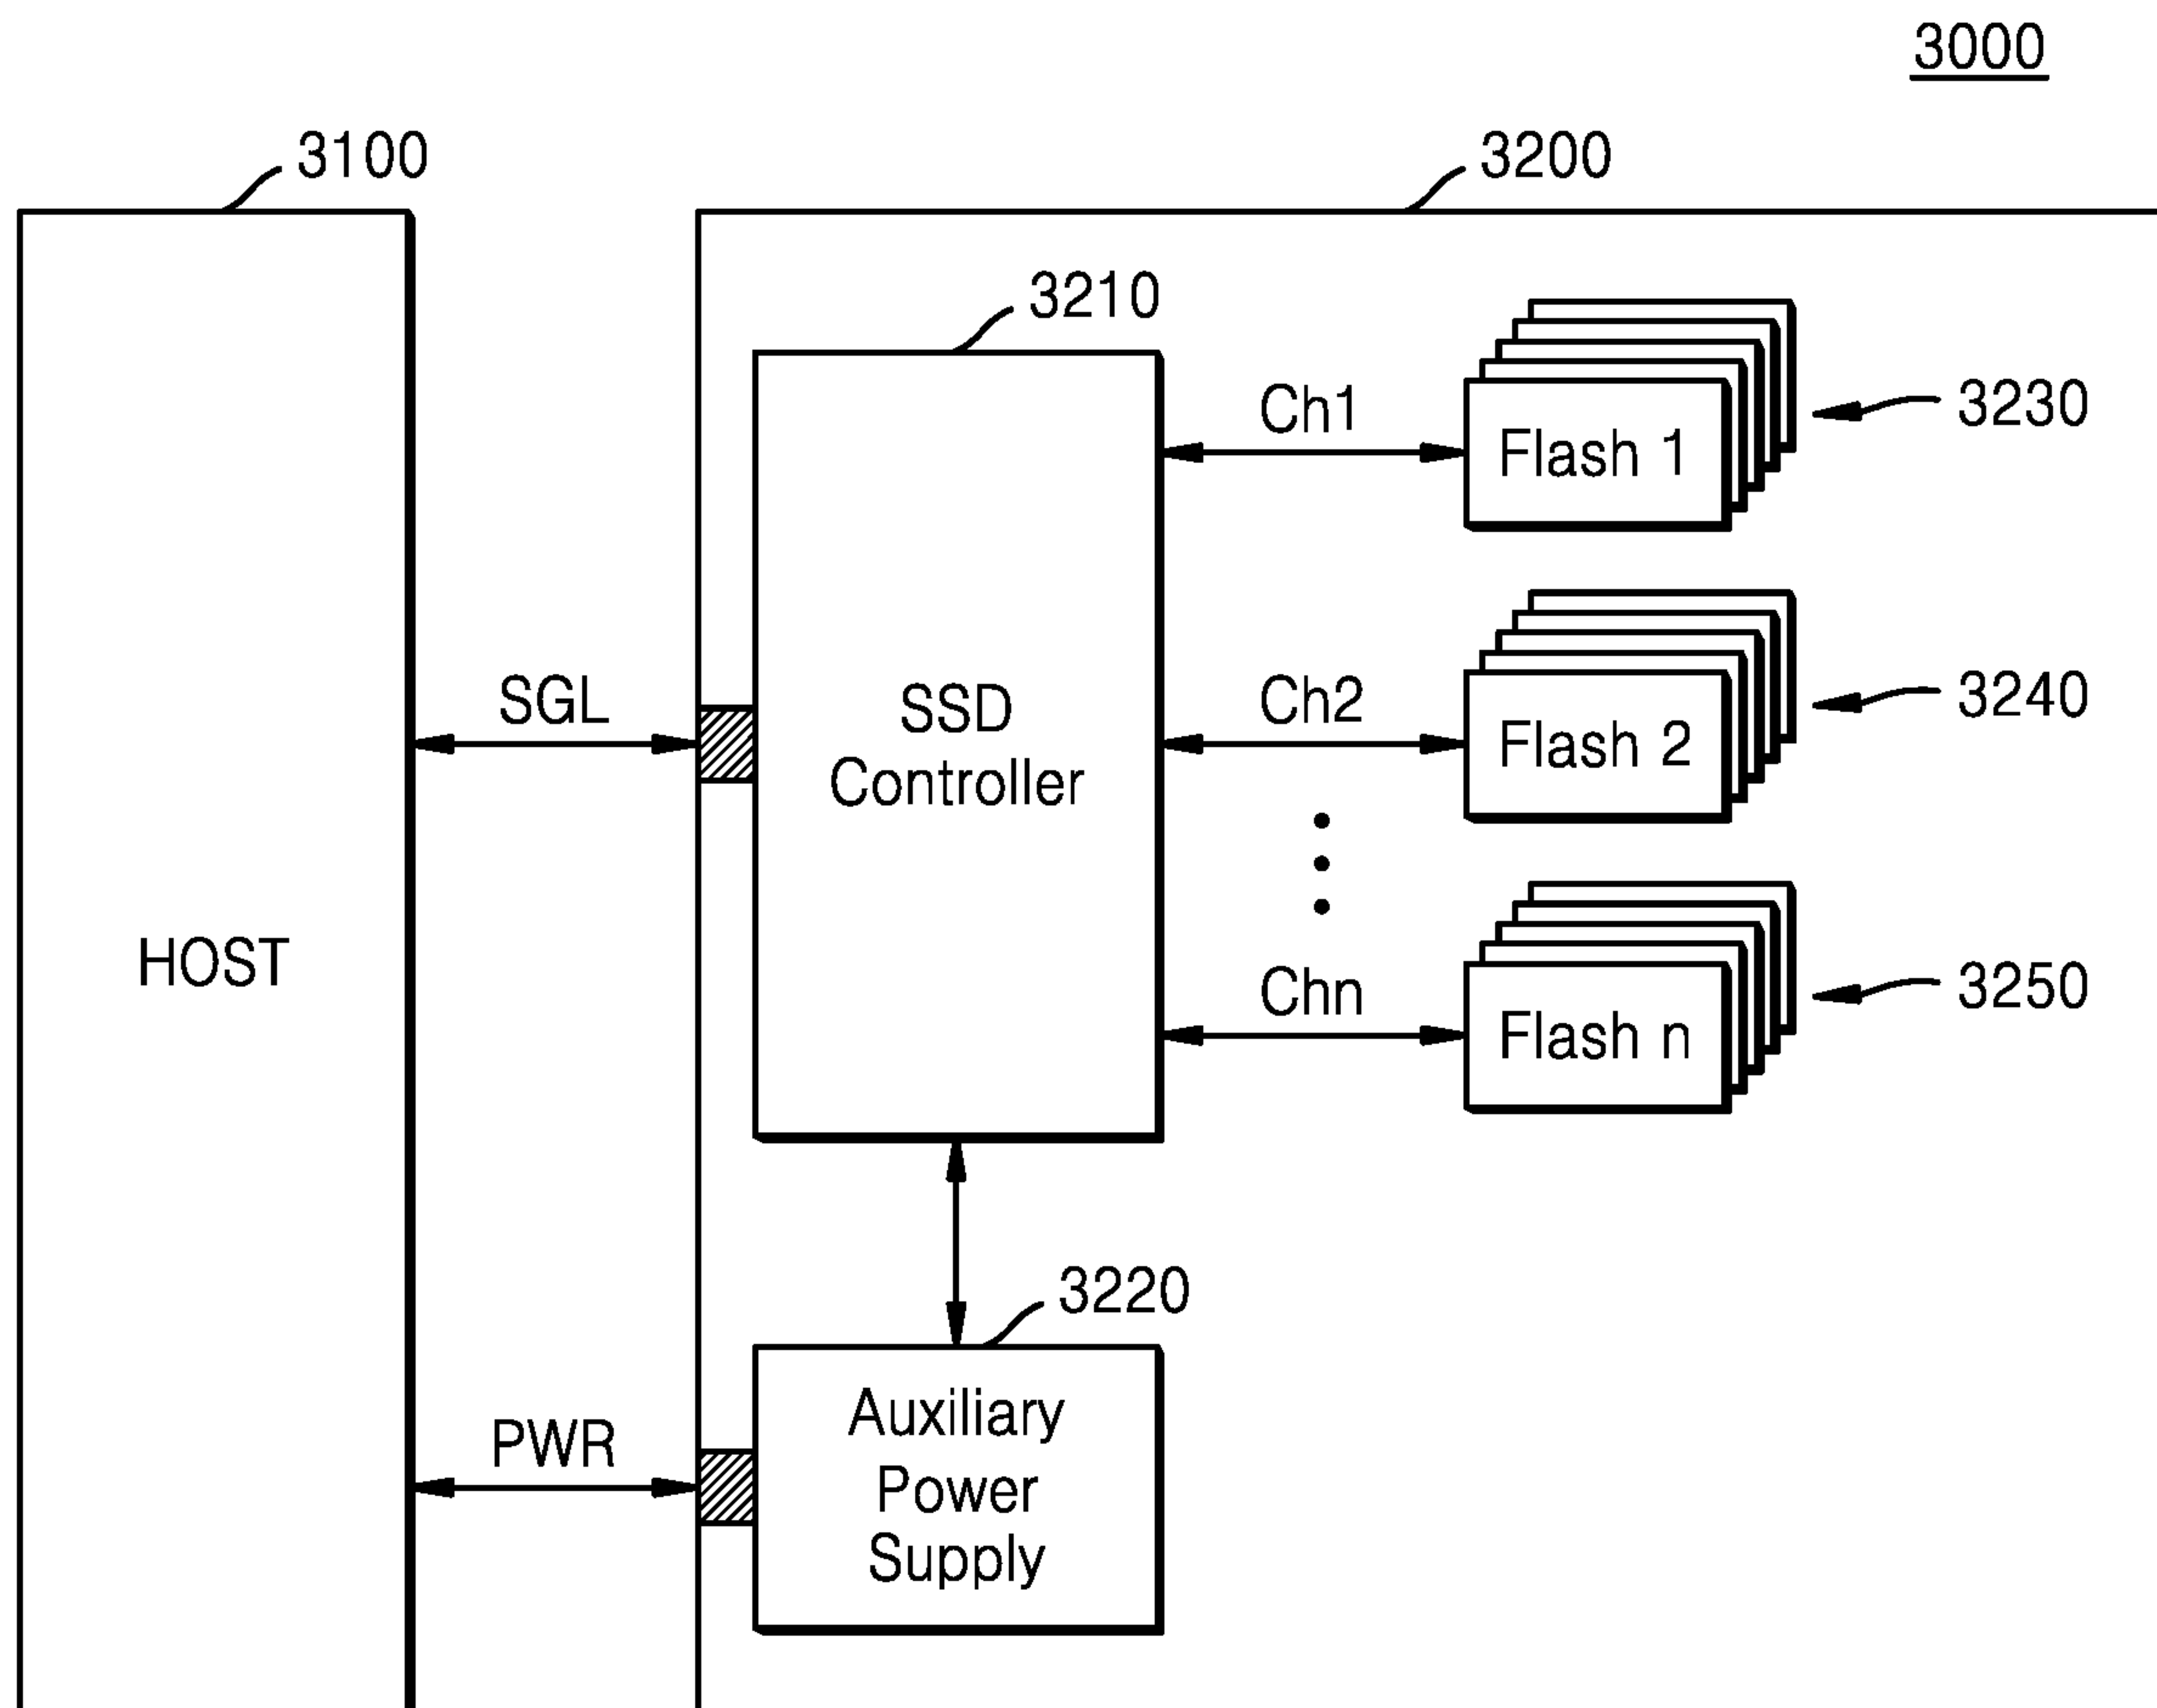 3000
3100
3200
3210
Ch1
Flash 1
3230
SGL
SSD
Controller
Ch2
Flash 2
3240
HOST
Chn
Flash n
3250
3220
PWR
Auxiliary
Power
Supply